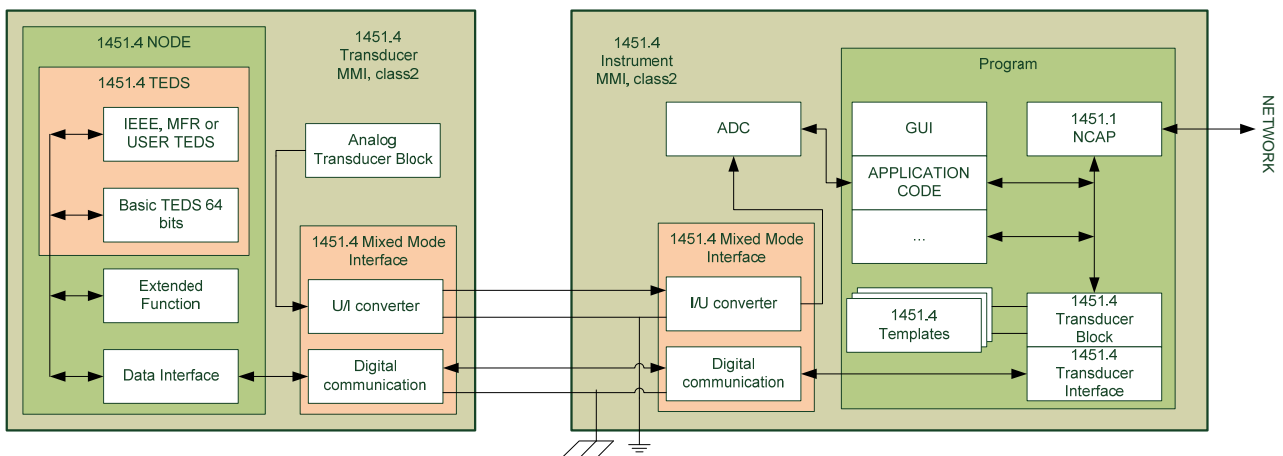 1451.4 NODE
1451.4 TEDS
IEEE, MFR or
USER TEDS
Basic TEDS 64
bits
Extended
Function
Data Interface
1451.4
Transducer
MMI, class2
Analog
Transducer Block
1451.4 Mixed Mode
Interface
U/I converter
Digital
communication
1451.4
Instrument
MMI, class2
ADC
1451.4 Mixed Mode
Interface
I/U converter
Digital
communication
Program
GUI
APPLICATION
CODE
...
1451.4
Templates
1451.1
NCAP
1451.4
Transducer
Block
1451.4
Transducer
Interface
NETWORK